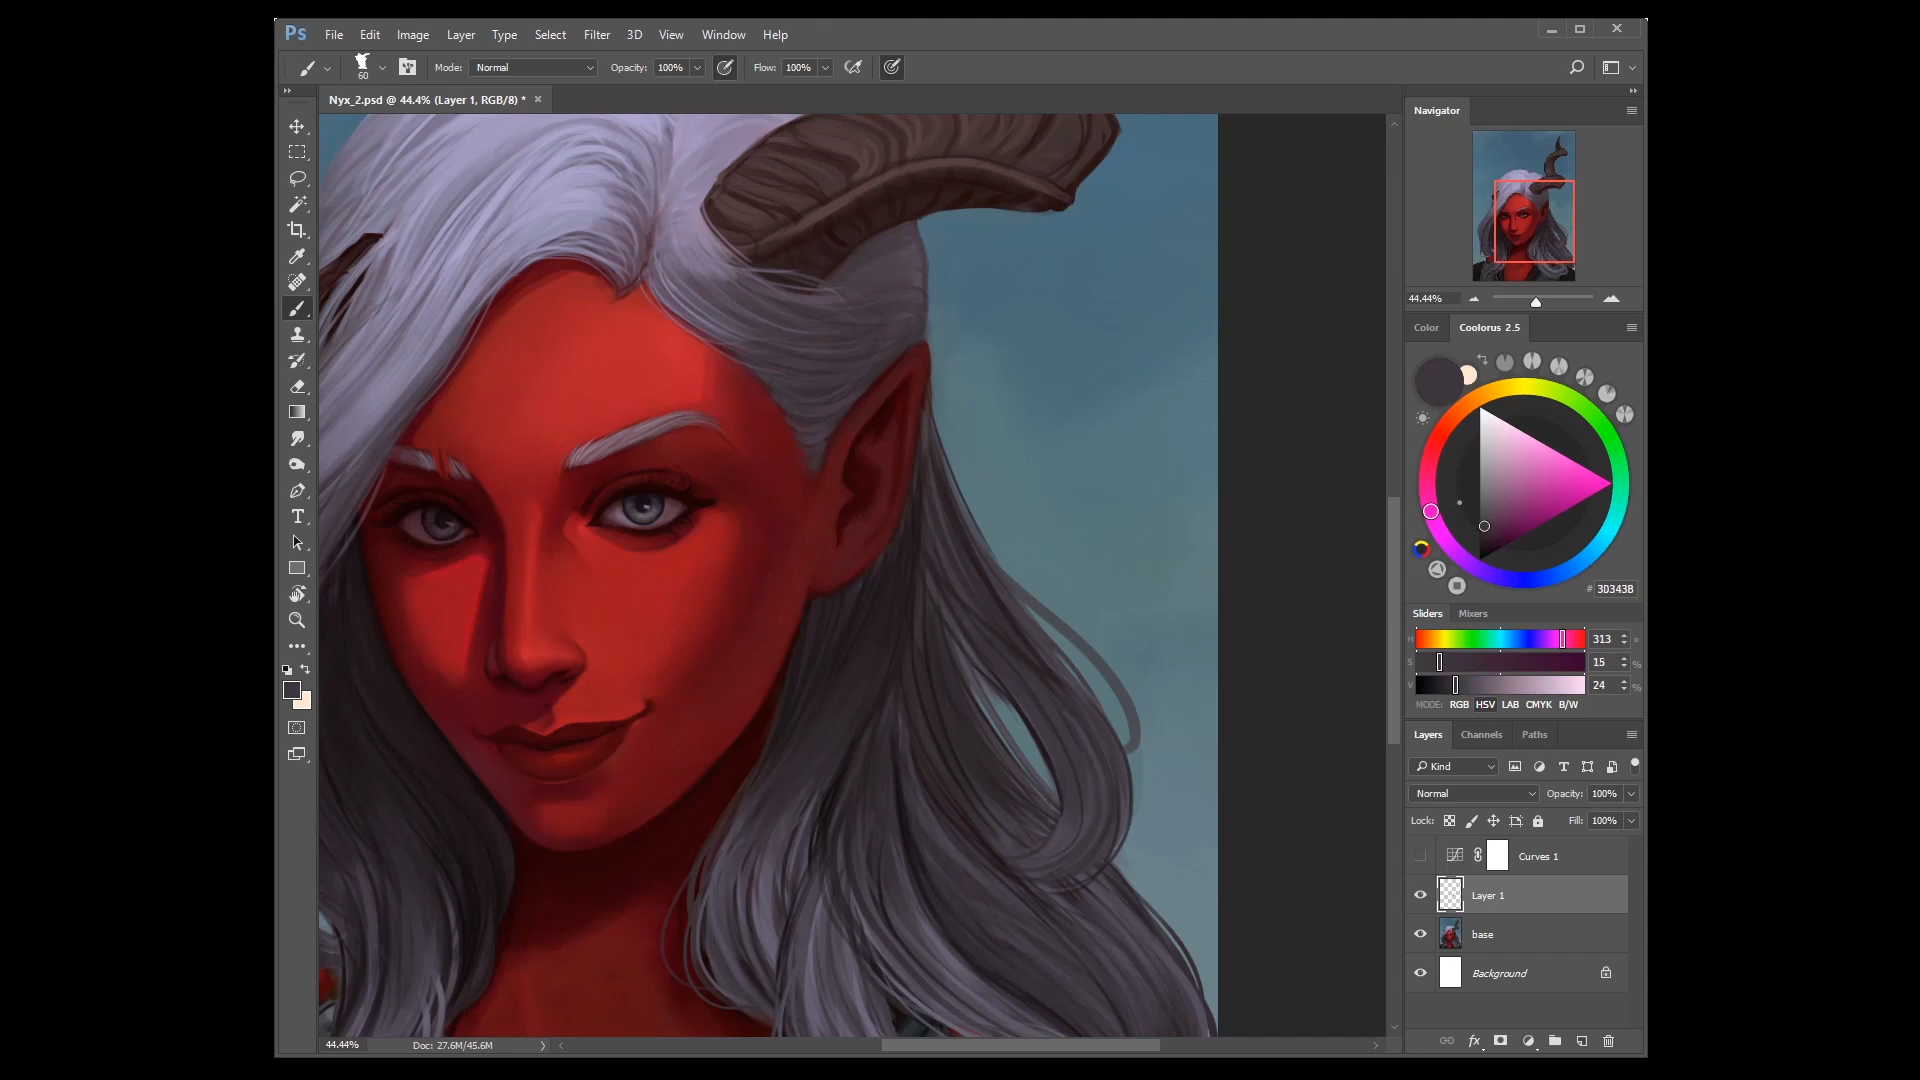 Ps File Edit Image Layer Type Select Filter 3D View Window Help
60 Mode: Normal Opacity: 100% Flow: 100%
Nyx_2.psd @ 44.4% (Layer 1, RGB/8) * ×
Navigator
44.44%
Color Coolorus 2.5
# 3D343B
Sliders Mixers
H 313 °
S 15 %
V 24 %
MODE: RGB HSV LAB CMYK B/W
Layers Channels Paths
Kind
Normal Opacity: 100%
Lock: Fill: 100%
Curves 1
Layer 1
base
Background
fx
44.44% Doc: 27.6M/45.6M